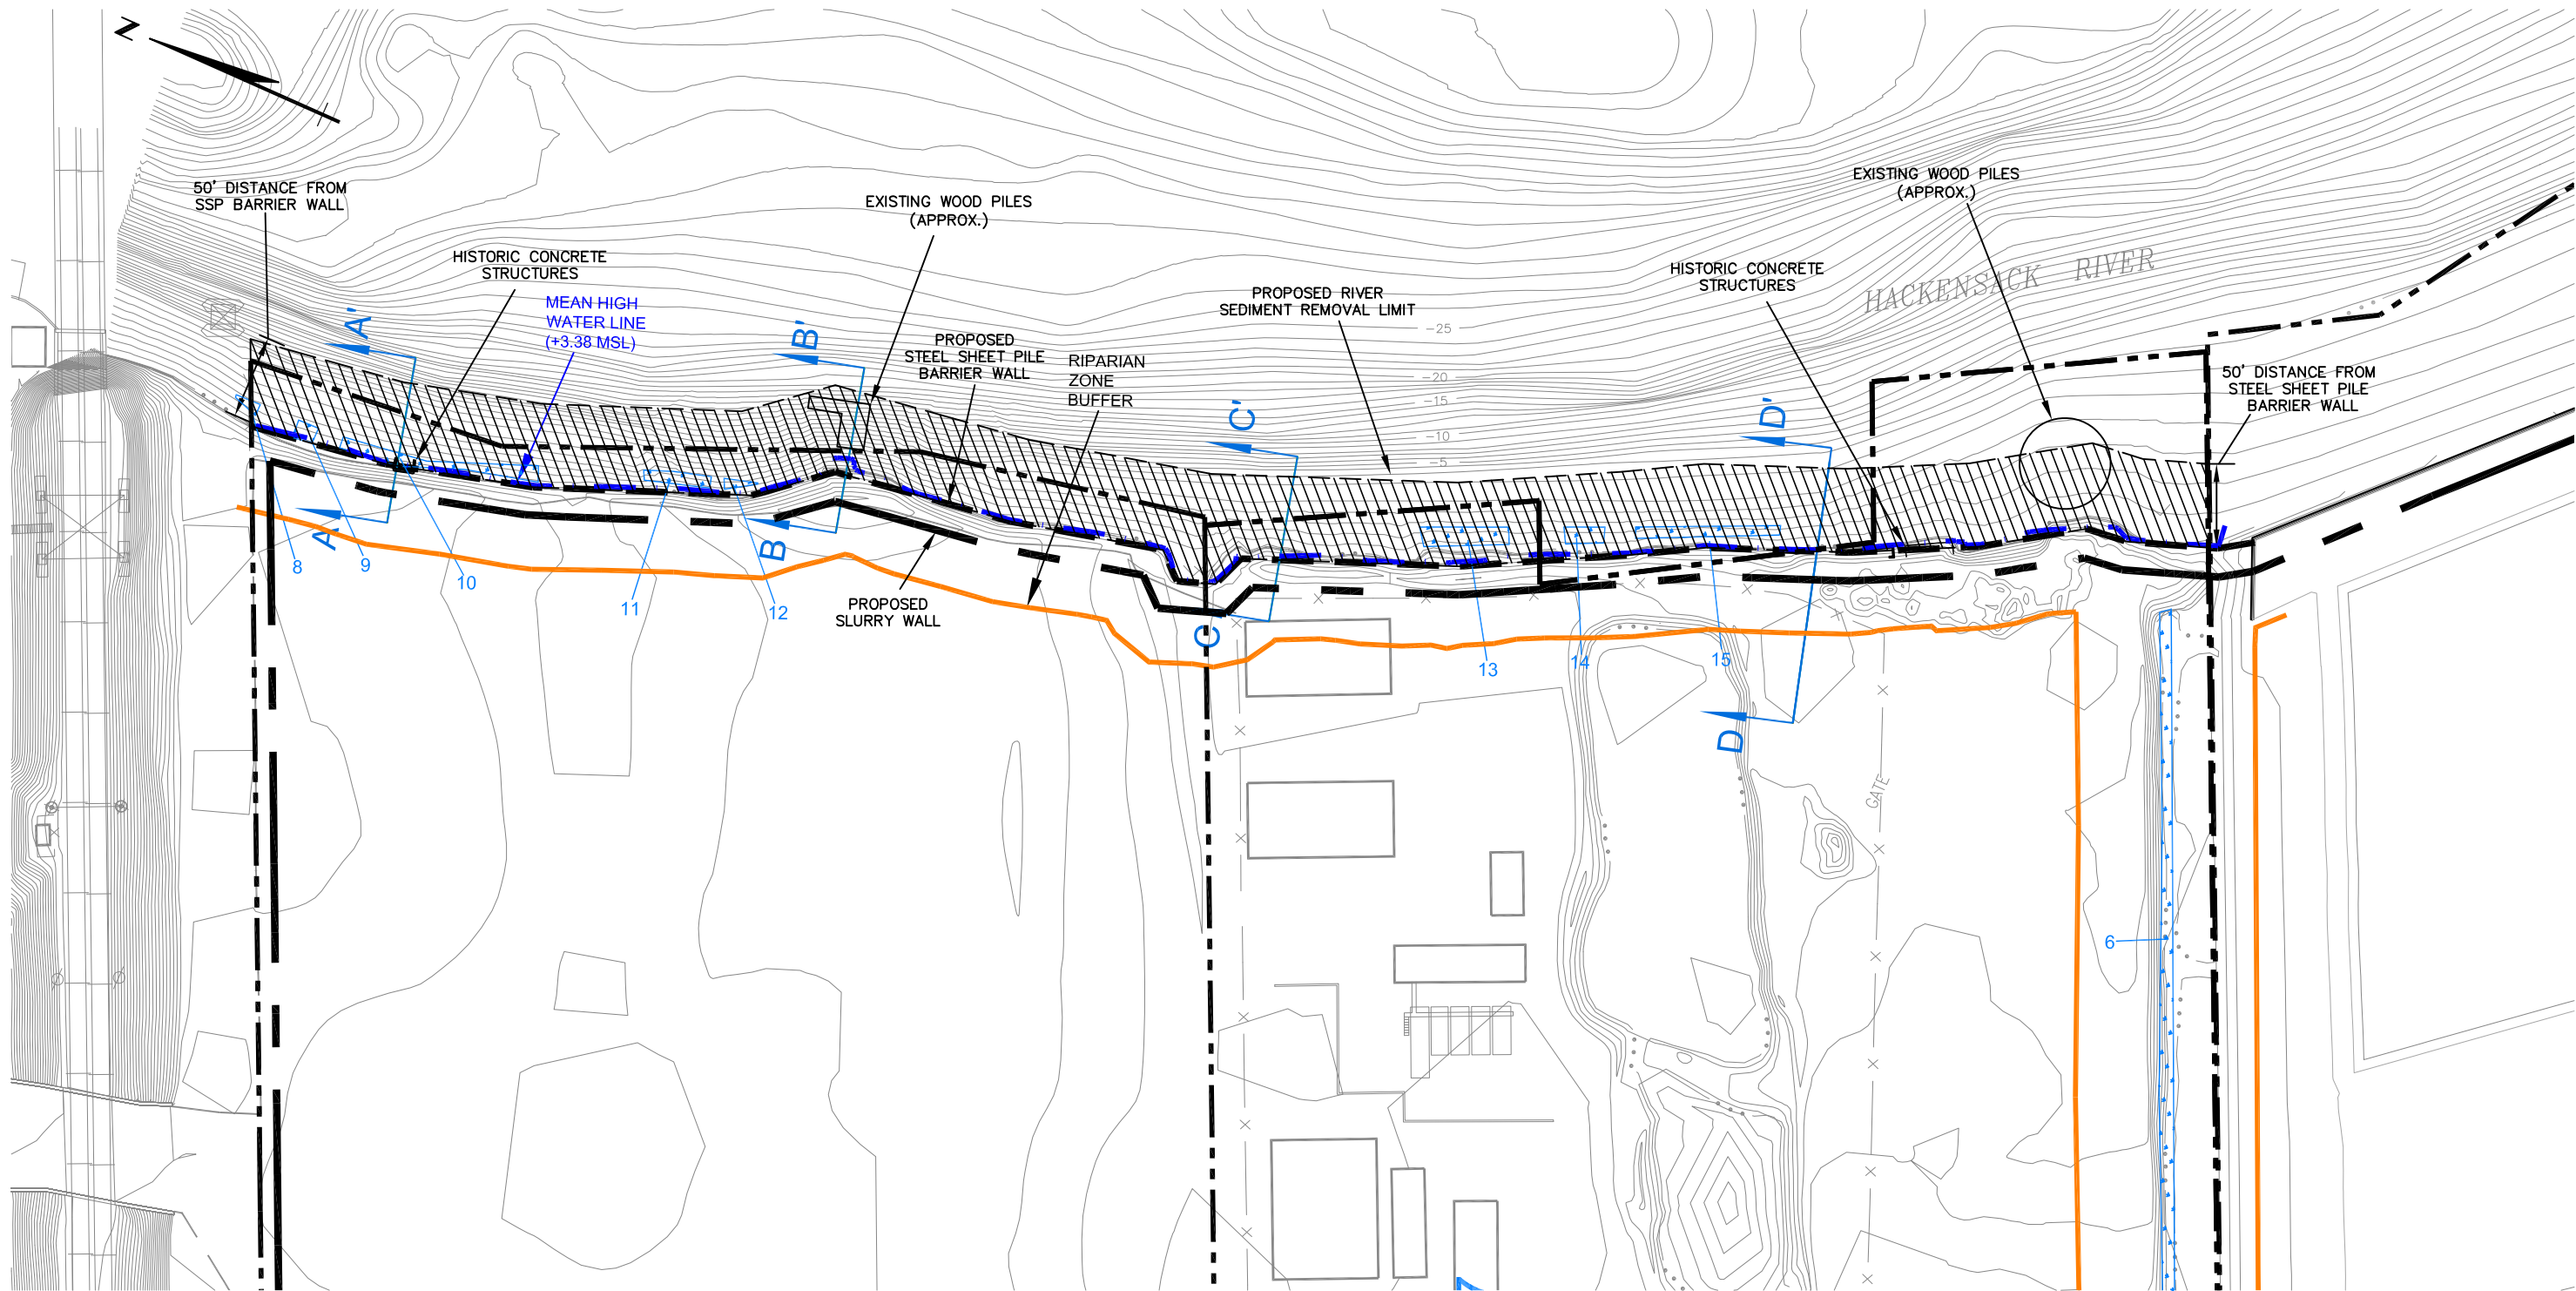 N
50' DISTANCE FROM
SSP BARRIER WALL
HISTORIC CONCRETE
STRUCTURES
MEAN HIGH
WATER LINE
(+3.38 MSL)
EXISTING WOOD PILES
(APPROX.)
PROPOSED
STEEL SHEET PILE
BARRIER WALL
RIPARIAN
ZONE
BUFFER
PROPOSED RIVER
SEDIMENT REMOVAL LIMIT
HISTORIC CONCRETE
STRUCTURES
EXISTING WOOD PILES
(APPROX.)
HACKENSACK RIVER
50' DISTANCE FROM
STEEL SHEET PILE
BARRIER WALL
-25
-20
-15
-10
-5
A'
B'
C'
D'
A
B
C
D
8
9
10
11
12
PROPOSED
SLURRY WALL
13
14
15
GATE
6
7